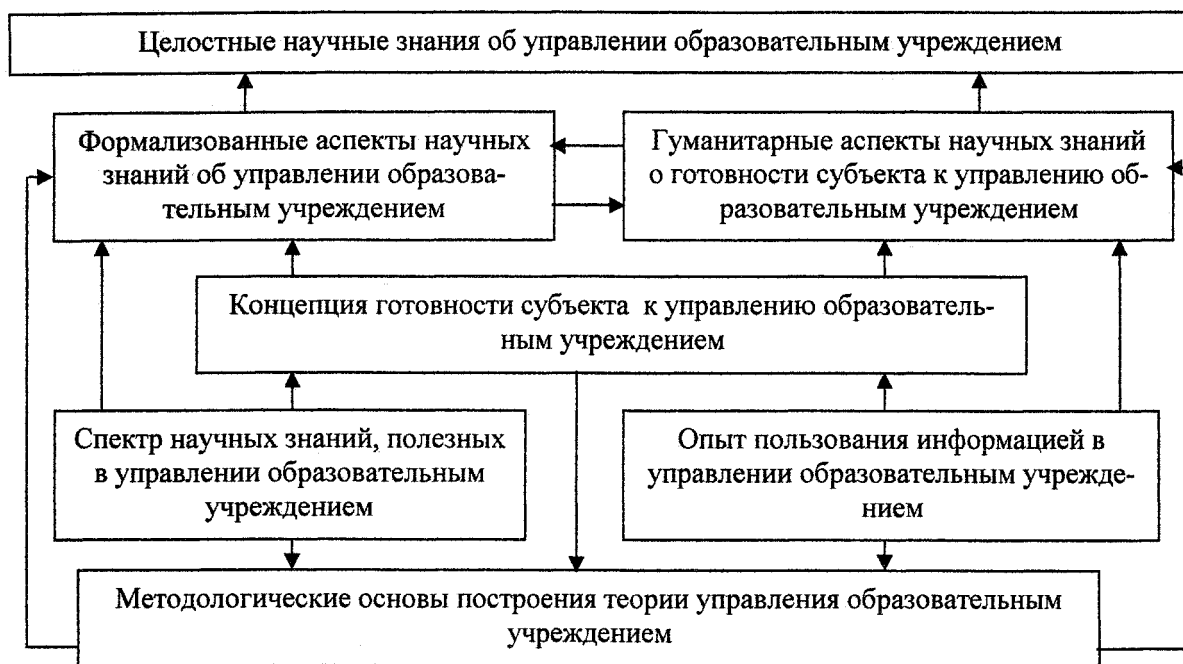 Целостные научные знания об управлении образовательным учреждением
Формализованные аспекты научных
знаний об управлении образова-
тельным учреждением
Гуманитарные аспекты научных знаний
о готовности субъекта к управлению об-
разовательным учреждением
Концепция готовности субъекта к управлению образователь-
ным учреждением
Спектр научных знаний, полезных
в управлении образовательным
учреждением
Опыт пользования информацией в
управлении образовательным учрежде-
нием
Методологические основы построения теории управления образовательным
учреждением